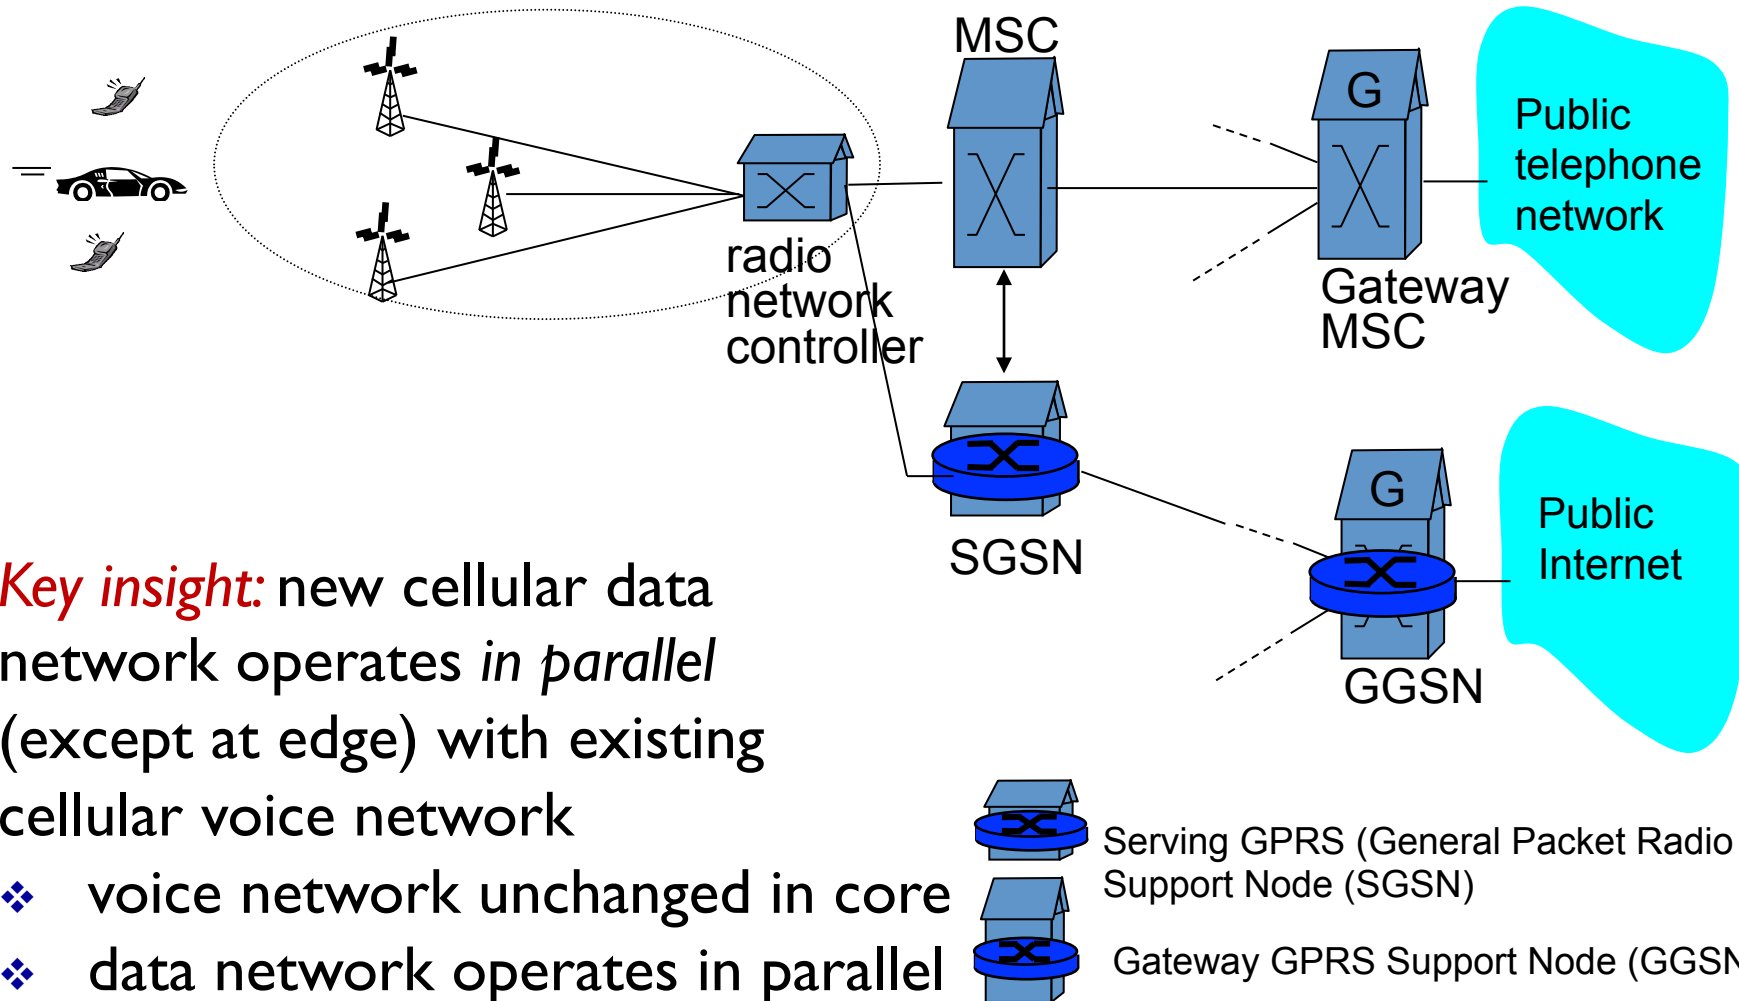 MSC
G
Public
telephone
network
radio
network
controller
Gateway
MSC
SGSN
G
Public
Internet
GGSN
Key insight: new cellular data
network operates in parallel
(except at edge) with existing
cellular voice network
❖ voice network unchanged in core
❖ data network operates in parallel
Serving GPRS (General Packet Radio
Support Node (SGSN)
Gateway GPRS Support Node (GGSN